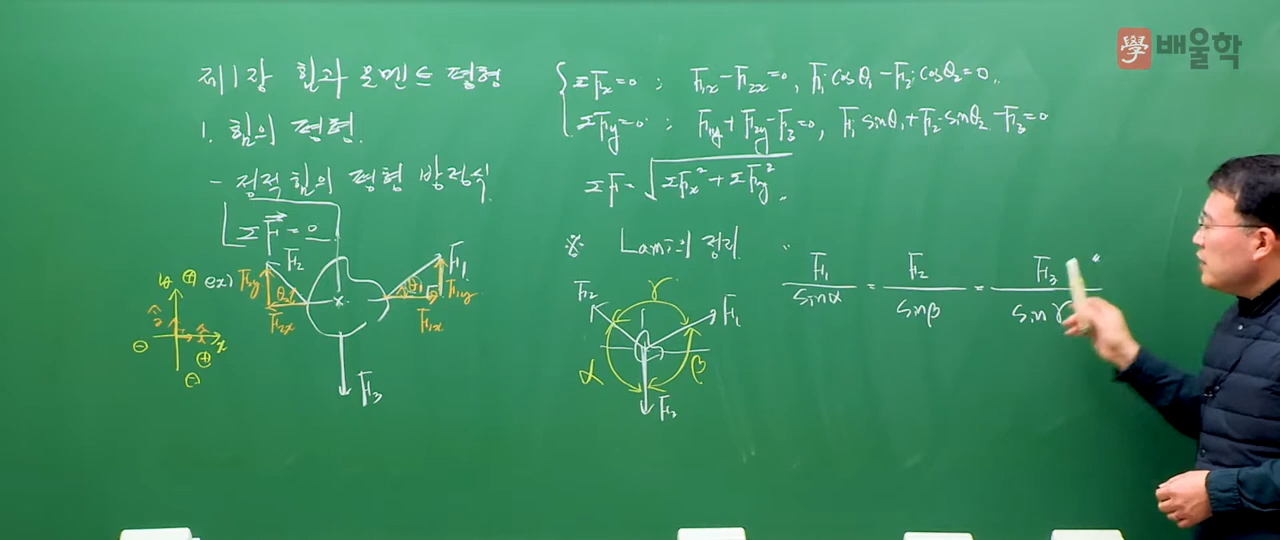 學 배울학
제1장 힘과 모멘트 평형
1. 힘의 평형.
- 정적 힘의 평형 방정식
ΣF⃗ = 0
ex)
y ⊕
x
⊕
⊖
⊖
F₂
F₂y
θ₂
F₂x
F₁
θ₁
F₁y
F₁x
F₃
ΣFx=0 ; F₁x-F₂x=0, F₁·cosθ₁-F₂·cosθ₂=0.
ΣFy=0 ; F₁y+F₂y-F₃=0, F₁·sinθ₁+F₂·sinθ₂-F₃=0
ΣF=√ΣFx²+ΣFy²
※ Lami의 정리
F₂
γ
F₁
α
β
F₃
" F₁/sinα = F₂/sinβ = F₃/sinγ "